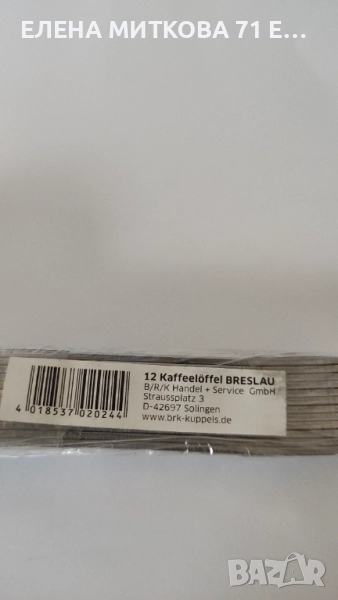 ЕЛЕНА МИТКОВА 71 Е...
12 Kaffeelöffel BRESLAU
B/R/K Handel + Service GmbH
Straussplatz 3
D-42697 Solingen
www.brk-kuppels.de
4 018537 020244
BAZAR